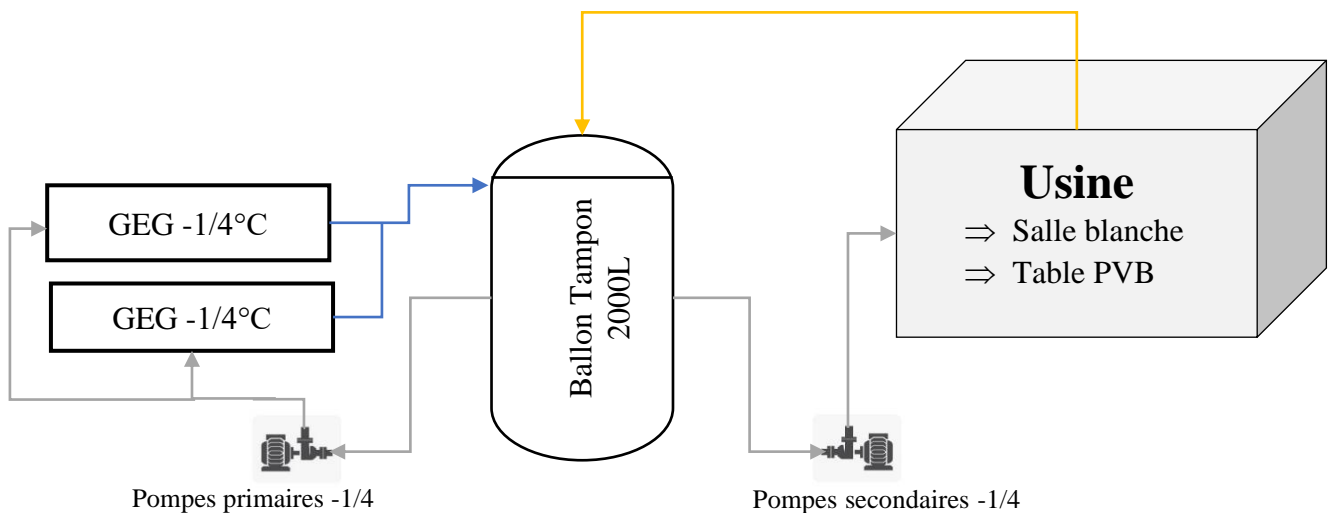 GEG -1/4°C
GEG -1/4°C
Ballon Tampon
2000L
Usine
⇒ Salle blanche
⇒ Table PVB
Pompes primaires -1/4
Pompes secondaires -1/4